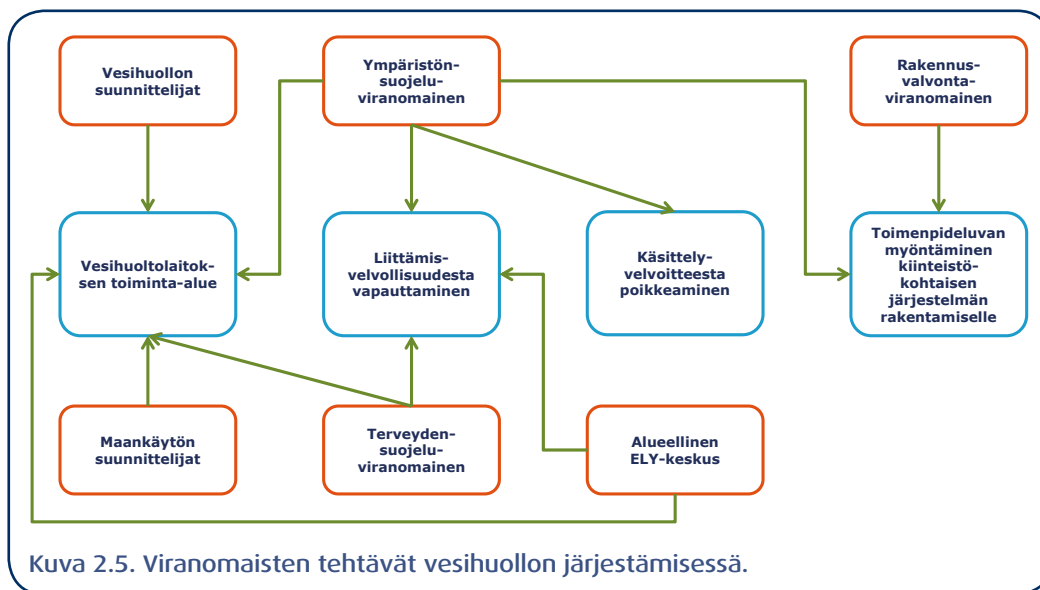 Vesihuollon
suunnittelijat
Ympäristön-
suojelu-
viranomainen
Rakennus-
valvonta-
viranomainen
Vesihuoltolaitok-
sen toiminta-alue
Liittämis-
velvollisuudesta
vapauttaminen
Käsittely-
velvoitteesta
poikkeaminen
Toimenpideluvan
myöntäminen
kiinteistö-
kohtaisen
järjestelmän
rakentamiselle
Maankäytön
suunnittelijat
Terveyden-
suojelu-
viranomainen
Alueellinen
ELY-keskus
Kuva 2.5. Viranomaisten tehtävät vesihuollon järjestämisessä.